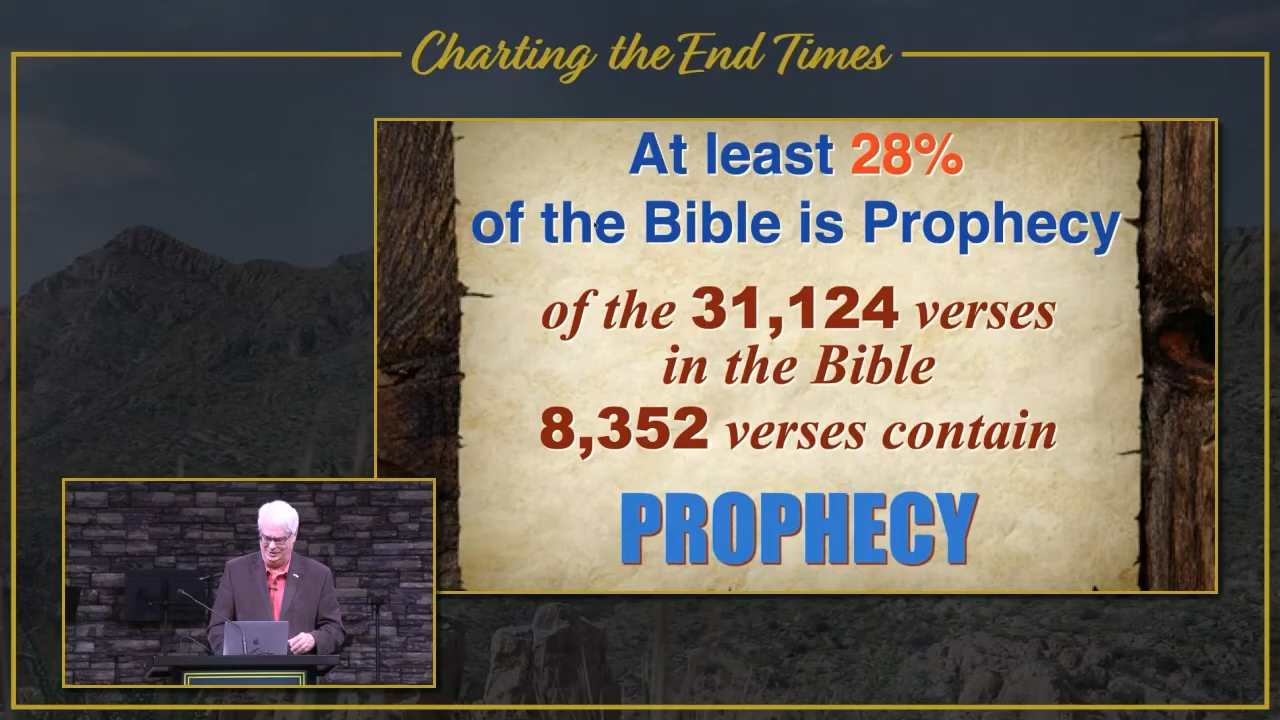 Charting the End Times
At least 28%
of the Bible is Prophecy
of the 31,124 verses
in the Bible
8,352 verses contain
PROPHECY